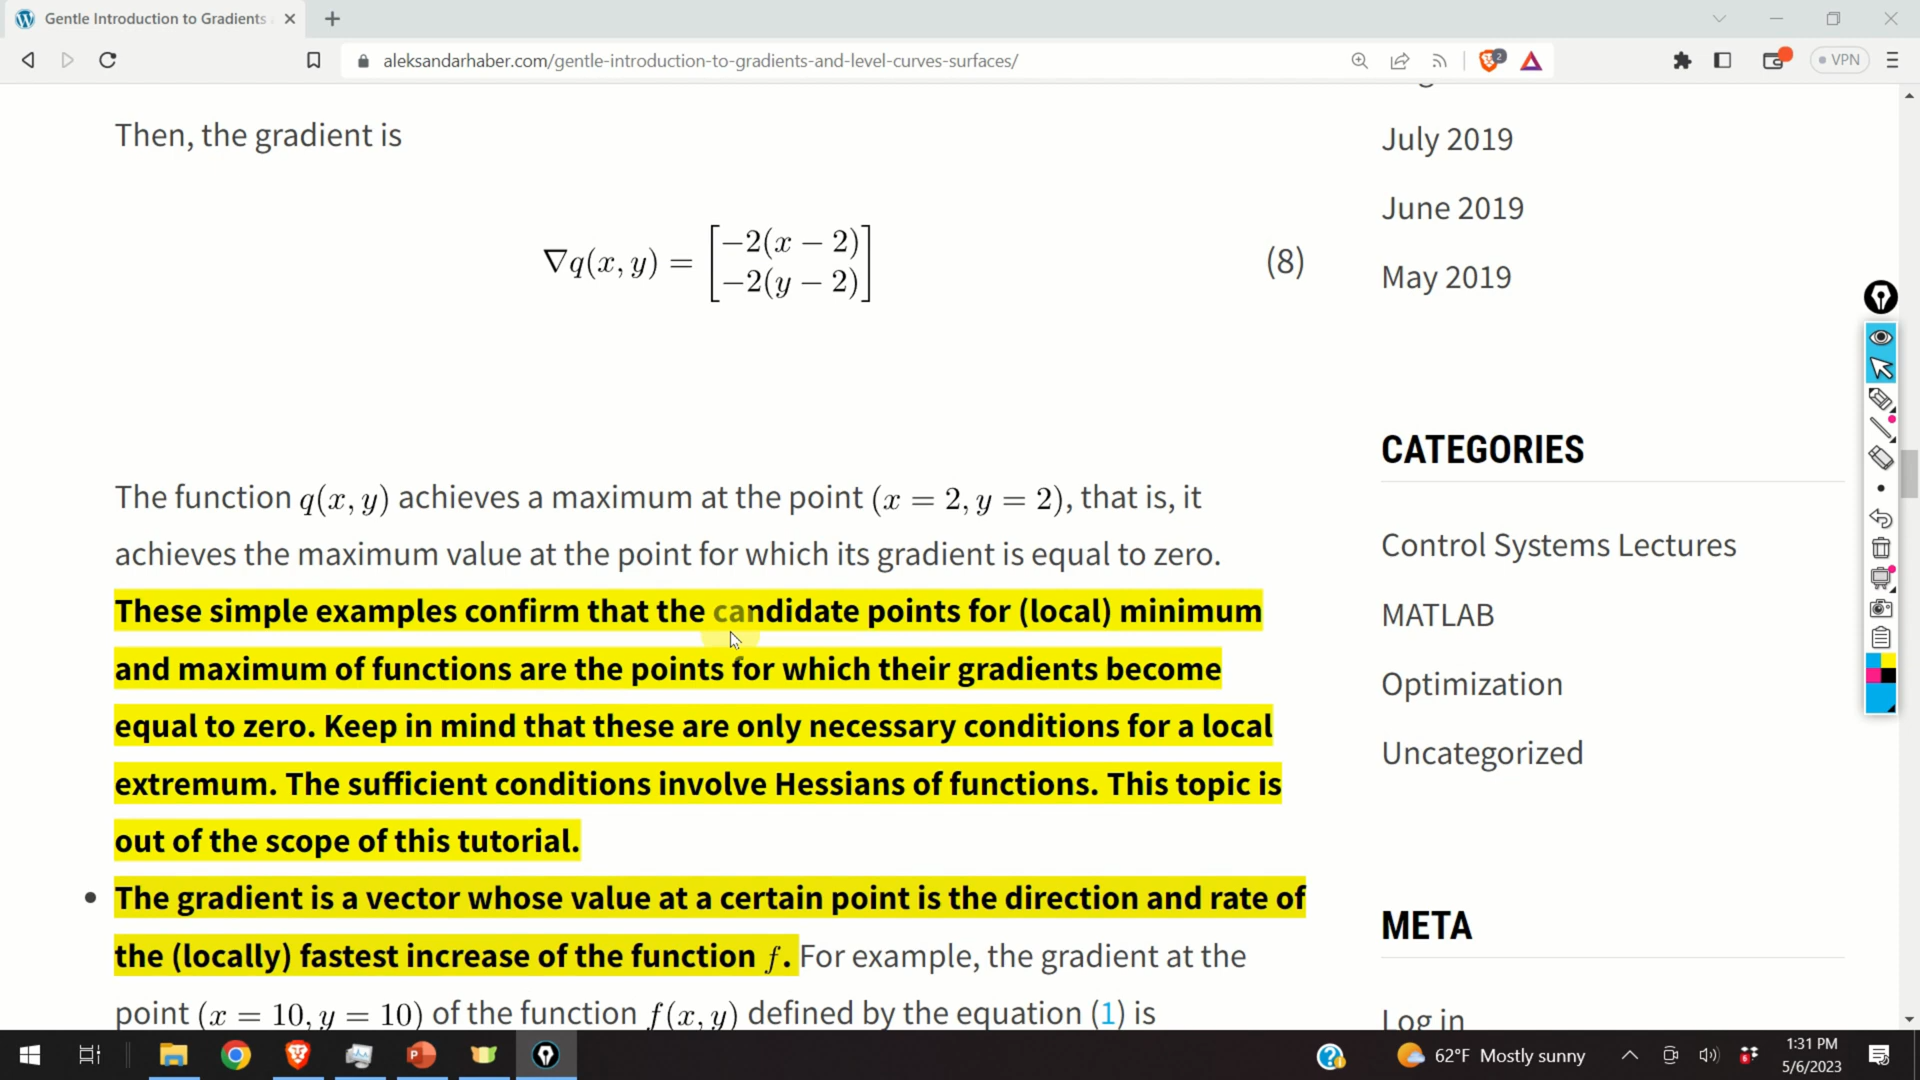 Gentle Introduction to Gradients
aleksandarhaber.com/gentle-introduction-to-gradients-and-level-curves-surfaces/
2
VPN
Then, the gradient is
∇q(x, y) = [−2(x − 2)
−2(y − 2)]
(8)
The function q(x, y) achieves a maximum at the point (x = 2, y = 2), that is, it
achieves the maximum value at the point for which its gradient is equal to zero.
These simple examples confirm that the candidate points for (local) minimum
and maximum of functions are the points for which their gradients become
equal to zero. Keep in mind that these are only necessary conditions for a local
extremum. The sufficient conditions involve Hessians of functions. This topic is
out of the scope of this tutorial.
• The gradient is a vector whose value at a certain point is the direction and rate of
the (locally) fastest increase of the function f. For example, the gradient at the
point (x = 10, y = 10) of the function f(x, y) defined by the equation (1) is
July 2019
June 2019
May 2019
CATEGORIES
Control Systems Lectures
MATLAB
Optimization
Uncategorized
META
Log in
62°F Mostly sunny
1:31 PM
5/6/2023